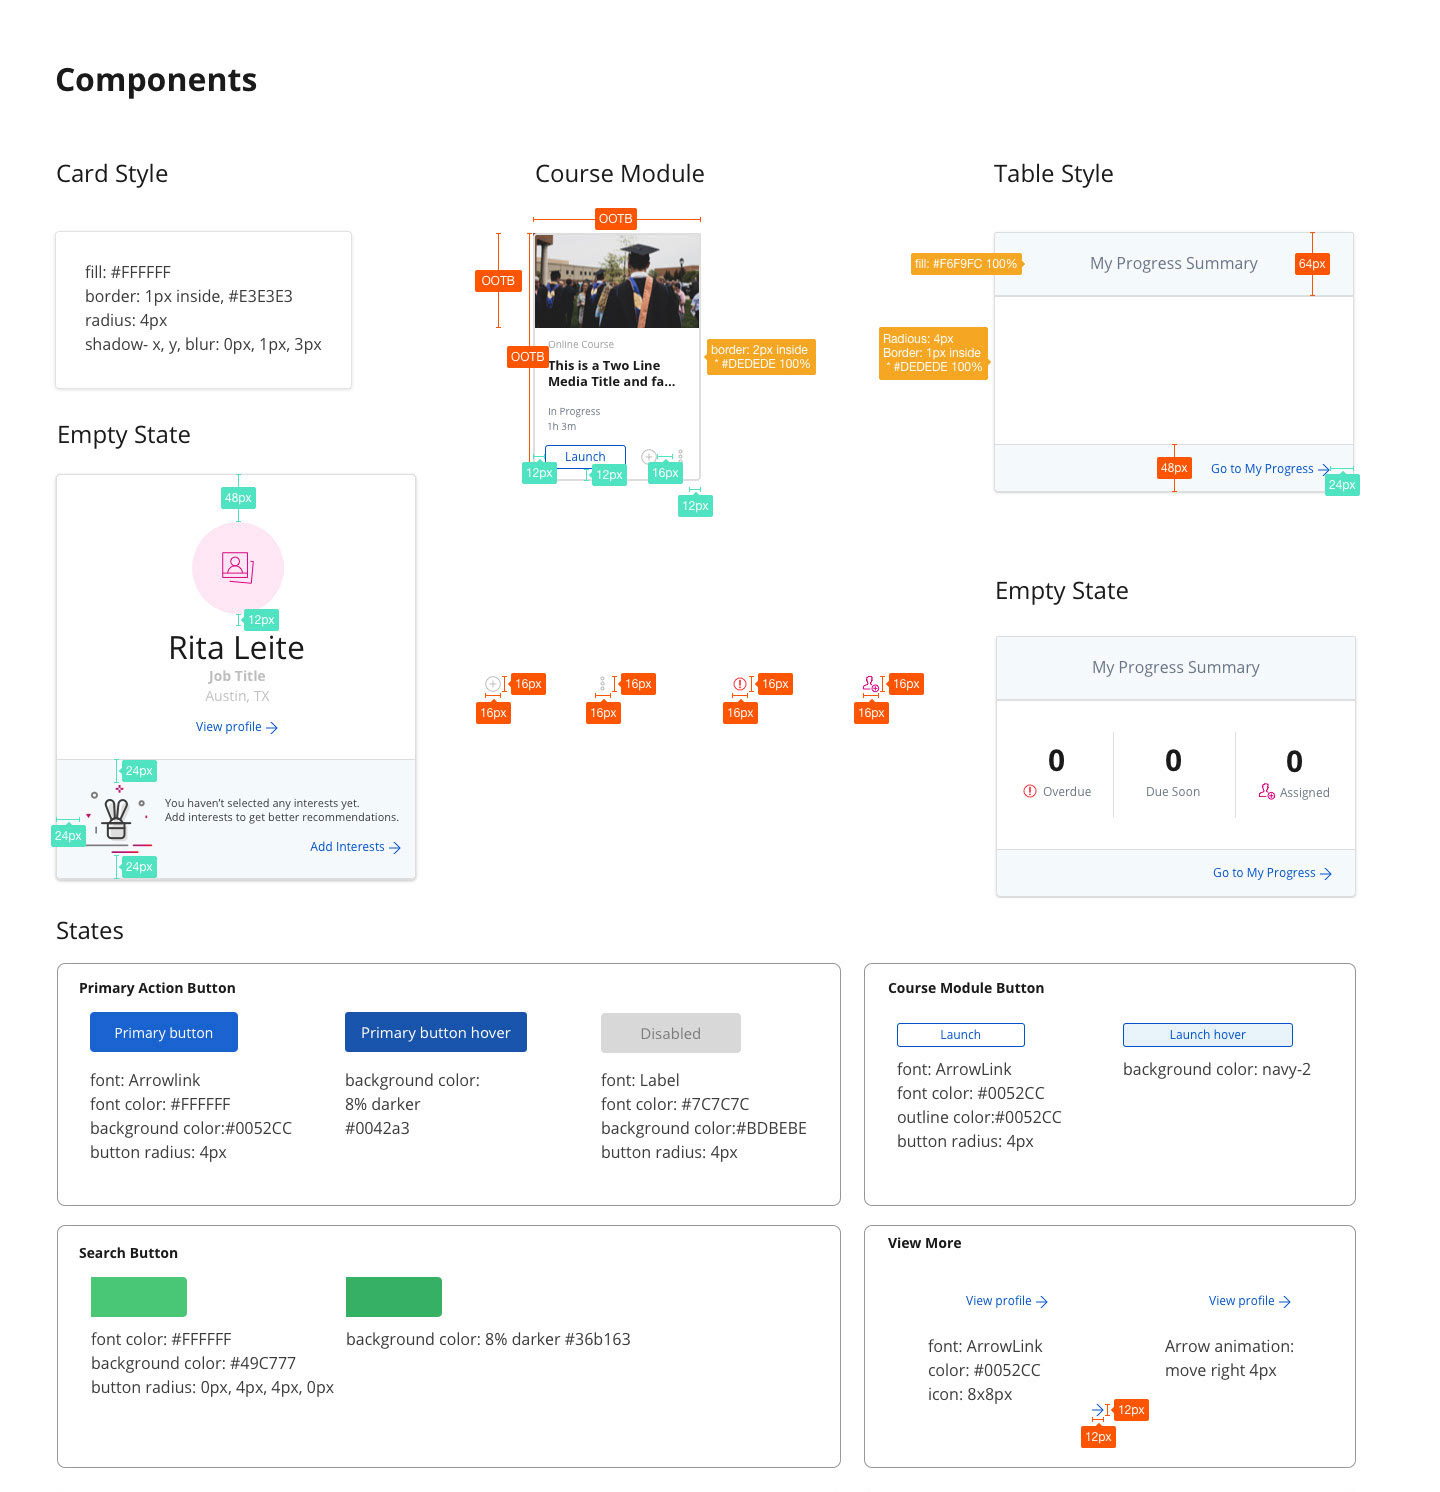 Components
Card Style
fill: #FFFFFF
border: 1px inside, #E3E3E3
radius: 4px
shadow- x, y, blur: 0px, 1px, 3px
Course Module
OOTB
OOTB
OOTB
Online Course
This is a Two Line
Media Title and fa...
In Progress
1h 3m
Launch
12px
12px
16px
12px
border: 2px inside
* #DEDEDE 100%
Table Style
fill: #F6F9FC 100%
My Progress Summary
64px
Radious: 4px
Border: 1px inside
* #DEDEDE 100%
48px
Go to My Progress
24px
Empty State
48px
12px
Rita Leite
Job Title
Austin, TX
View profile
24px
You haven't selected any interests yet.
Add interests to get better recommendations.
24px
Add Interests
24px
16px
16px
16px
16px
16px
16px
16px
16px
Empty State
My Progress Summary
0
0
0
Overdue
Due Soon
Assigned
Go to My Progress
States
Primary Action Button
Primary button
font: Arrowlink
font color: #FFFFFF
background color:#0052CC
button radius: 4px
Primary button hover
background color:
8% darker
#0042a3
Disabled
font: Label
font color: #7C7C7C
background color:#BDBEBE
button radius: 4px
Course Module Button
Launch
font: ArrowLink
font color: #0052CC
outline color:#0052CC
button radius: 4px
Launch hover
background color: navy-2
Search Button
font color: #FFFFFF
background color: #49C777
button radius: 0px, 4px, 4px, 0px
background color: 8% darker #36b163
View More
View profile
font: ArrowLink
color: #0052CC
icon: 8x8px
View profile
Arrow animation:
move right 4px
12px
12px